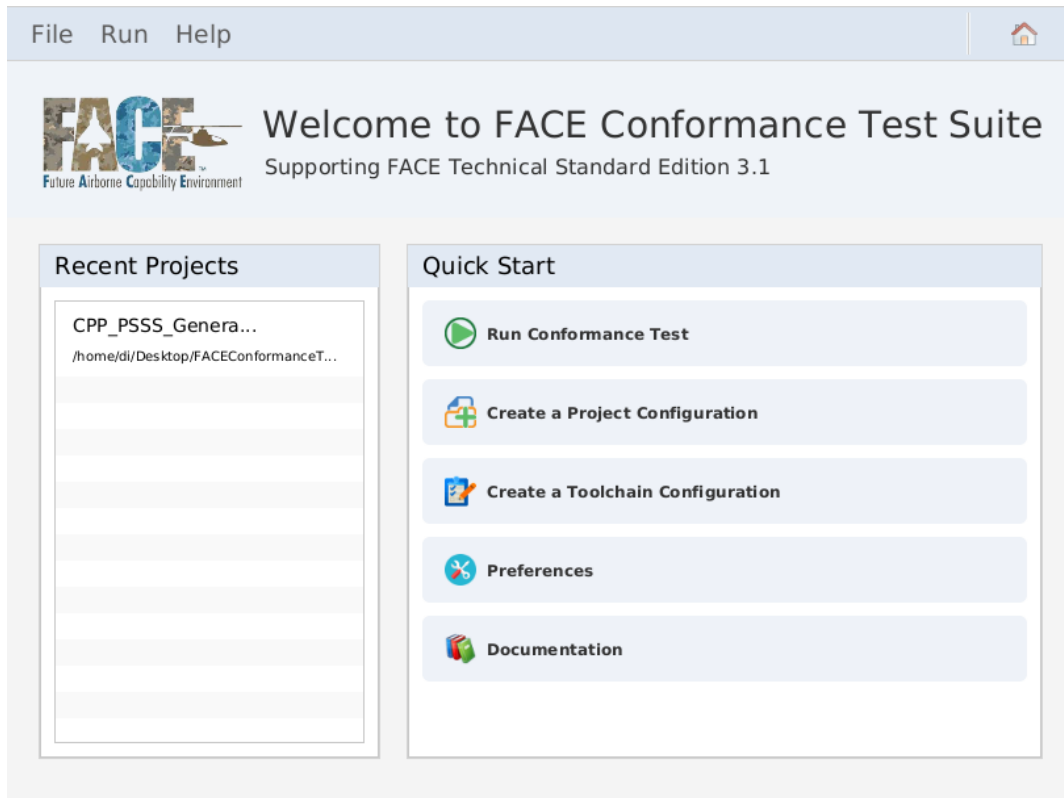 File Run Help
FACE
Future Airborne Capability Environment
™
Welcome to FACE Conformance Test Suite
Supporting FACE Technical Standard Edition 3.1
Recent Projects
CPP_PSSS_Genera...
/home/di/Desktop/FACEConformanceT...
Quick Start
Run Conformance Test
Create a Project Configuration
Create a Toolchain Configuration
Preferences
Documentation